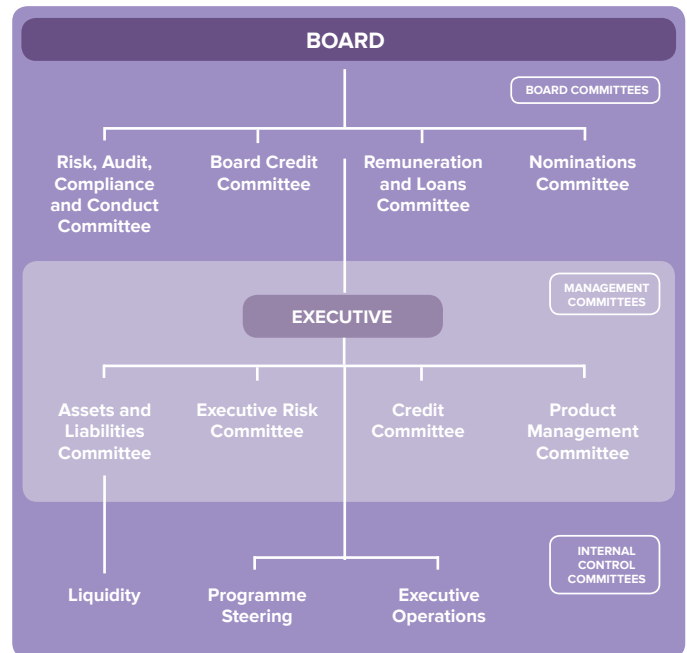 BOARD
BOARD COMMITTEES
Risk, Audit,
Compliance
and Conduct
Committee
Board Credit
Committee
Remuneration
and Loans
Committee
Nominations
Committee
MANAGEMENT
COMMITTEES
EXECUTIVE
Assets and
Liabilities
Committee
Executive Risk
Committee
Credit
Committee
Product
Management
Committee
INTERNAL
CONTROL
COMMITTEES
Liquidity
Programme
Steering
Executive
Operations